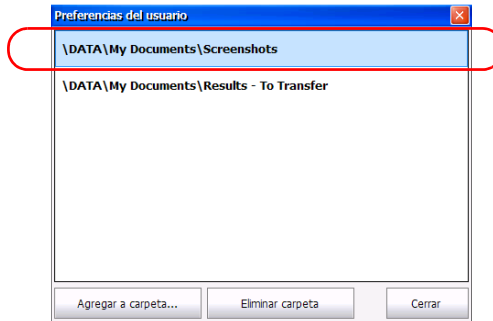 Preferencias del usuario
\DATA\My Documents\Screenshots
\DATA\My Documents\Results - To Transfer
Agregar a carpeta... Eliminar carpeta Cerrar